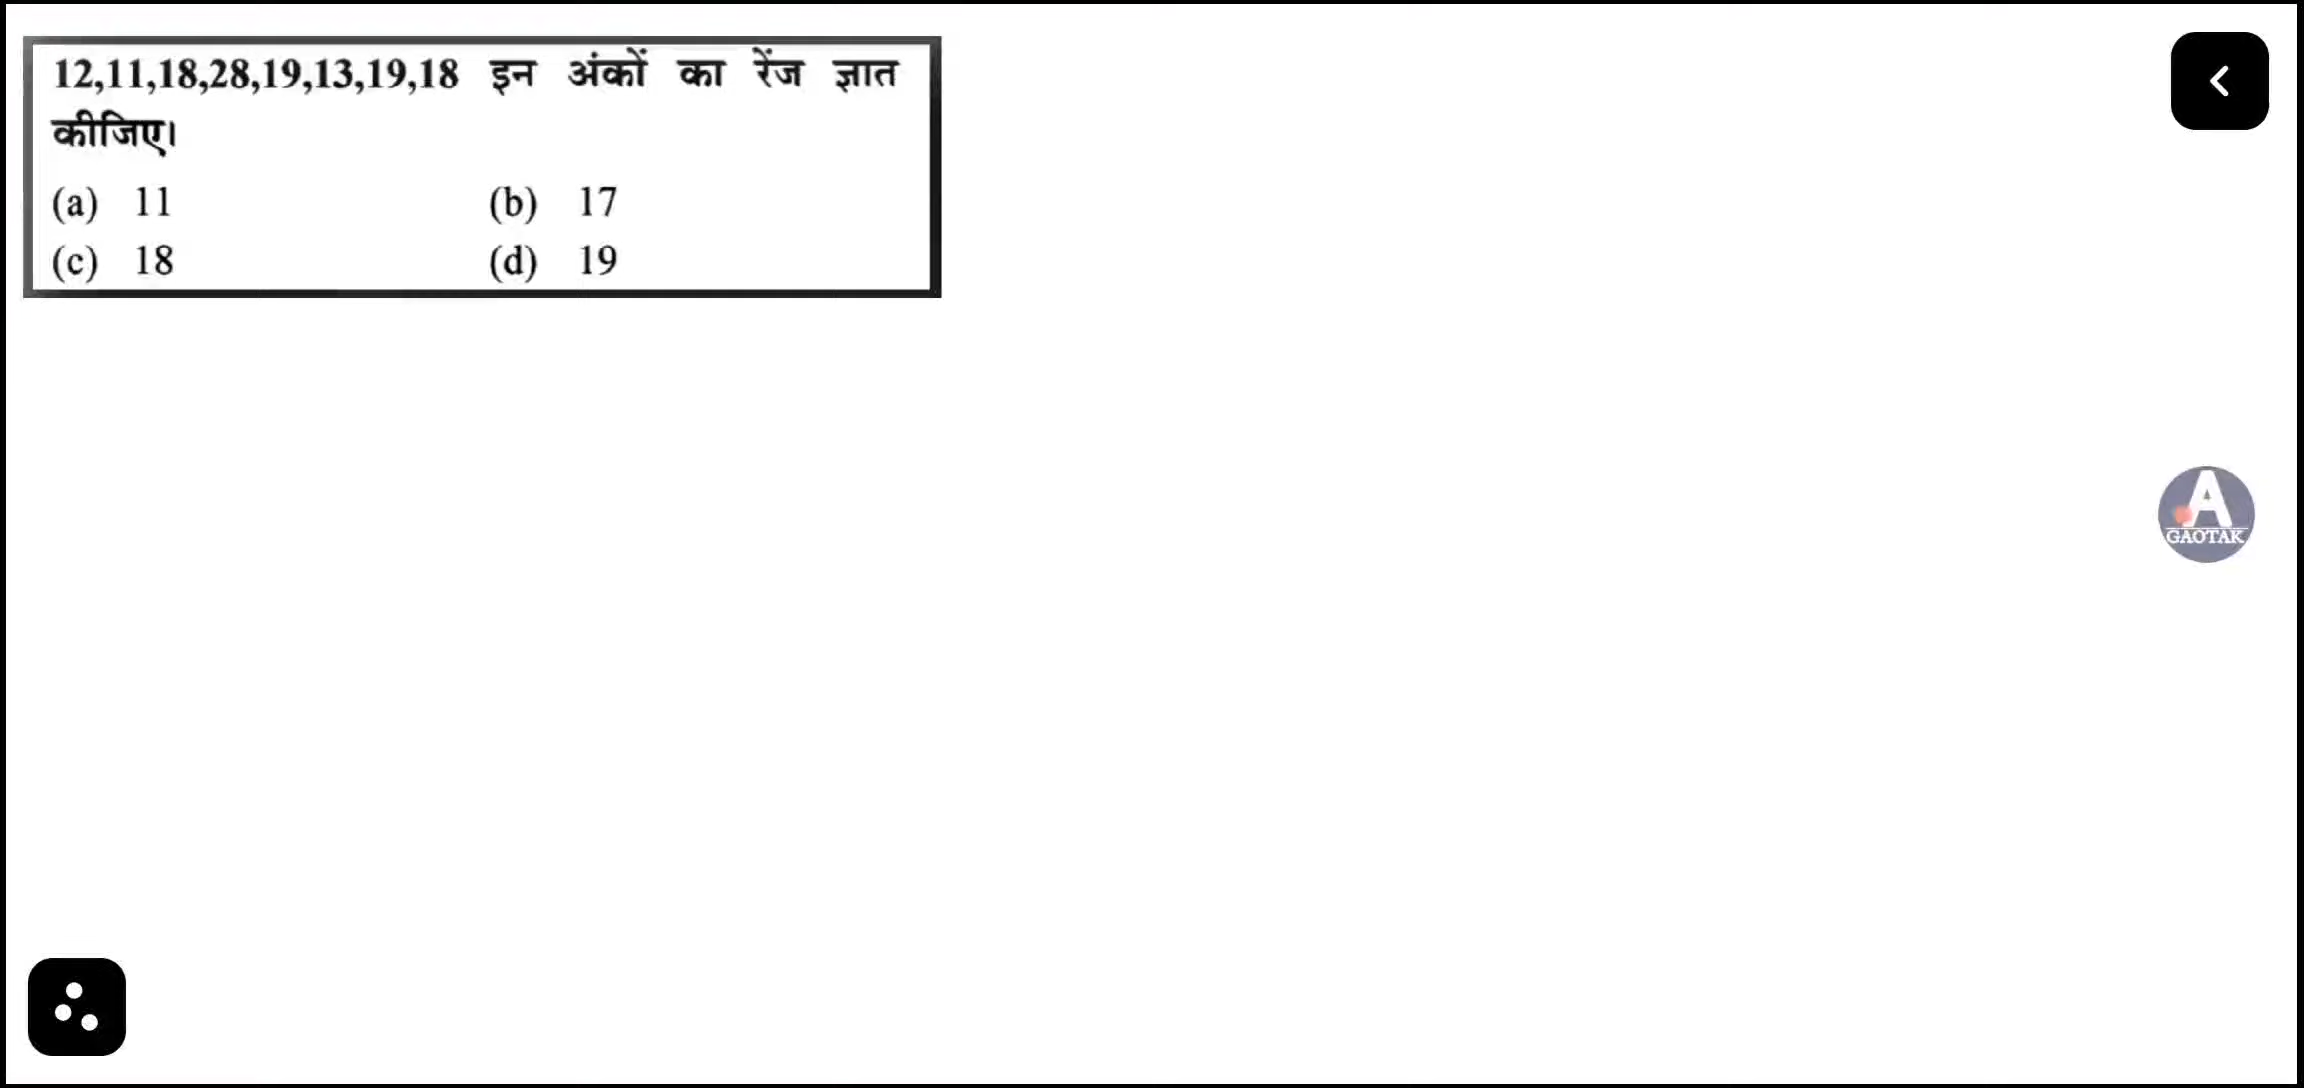 12,11,18,28,19,13,19,18 इन अंकों का रेंज ज्ञात
कीजिए।
(a) 11 (b) 17
(c) 18 (d) 19
A
GAOTAK